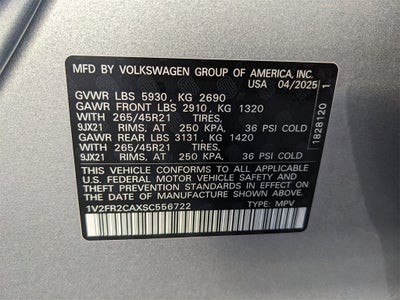 MFD BY VOLKSWAGEN GROUP OF AMERICA, INC.
USA 04/2025
GVWR LBS 5930, KG 2690
GAWR FRONT LBS 2910, KG 1320
WITH 265/45R21 TIRES,
9JX21 RIMS, AT 250 KPA, 36 PSI COLD
GAWR REAR LBS 3131, KG 1420
WITH 265/45R21 TIRES,
9JX21 RIMS, AT 250 KPA, 36 PSI COLD
THIS VEHICLE CONFORMS TO ALL APPLICABLE
U.S. FEDERAL MOTOR VEHICLE SAFETY AND
THEFT PREVENTION STANDARDS IN EFFECT ON
THE DATE OF MANUFACTURE SHOWN ABOVE.
1V2FR2CAXSC556722 TYPE: MPV
1828120 1